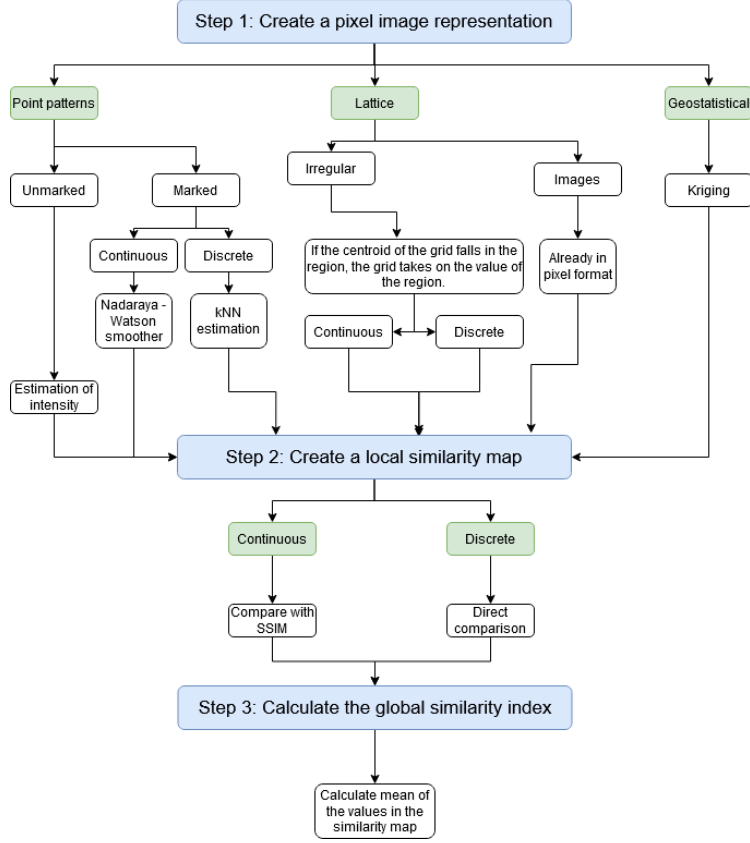 Step 1: Create a pixel image representation
Point patterns
Lattice
Geostatistical
Irregular
Images
Unmarked
Marked
Kriging
Continuous
Discrete
If the centroid of the grid falls in the
region, the grid takes on the value of
the region.
Already in
pixel format
Nadaraya -
Watson
smoother
kNN
estimation
Continuous
Discrete
Estimation of
intensity
Step 2: Create a local similarity map
Continuous
Discrete
Compare with
SSIM
Direct
comparison
Step 3: Calculate the global similarity index
Calculate mean of
the values in the
similarity map